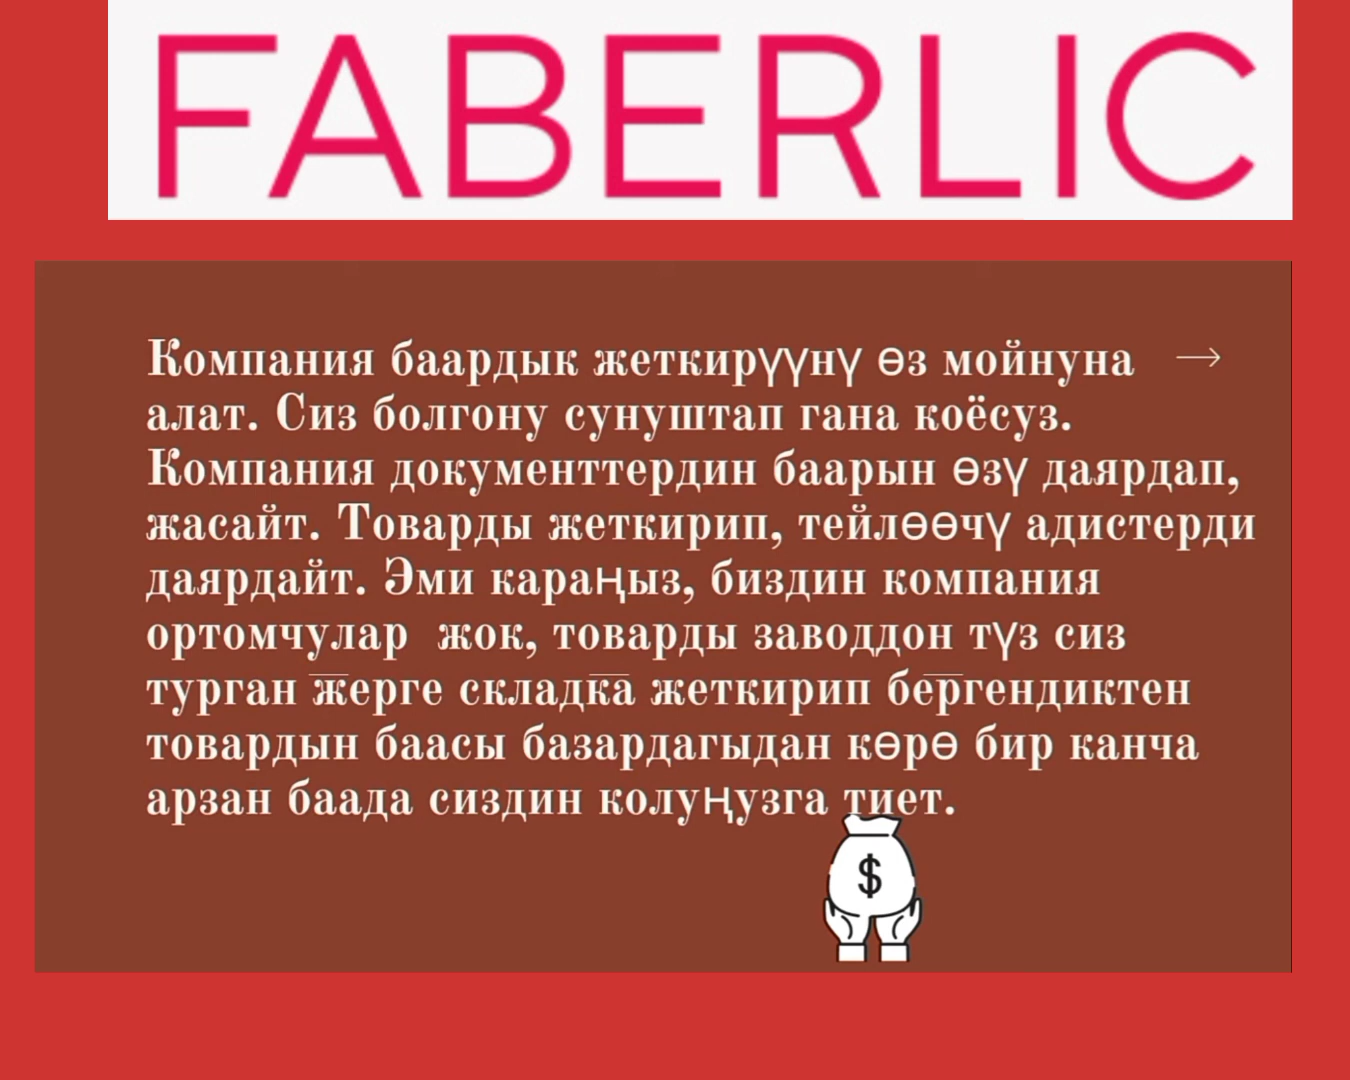 FABERLIC
Компания баардык жеткирүүнү өз мойнуна →
алат. Сиз болгону сунуштап гана коёсуз.
Компания документтердин баарын өзү даярдап,
жасайт. Товарды жеткирип, тейлөөчү адистерди
даярдайт. Эми караңыз, биздин компания
ортомчулар жок, товарды заводдон түз сиз
турган жерге складка жеткирип бергендиктен
товардын баасы базардагыдан көрө бир канча
арзан баада сиздин колуңузга тиет.
$